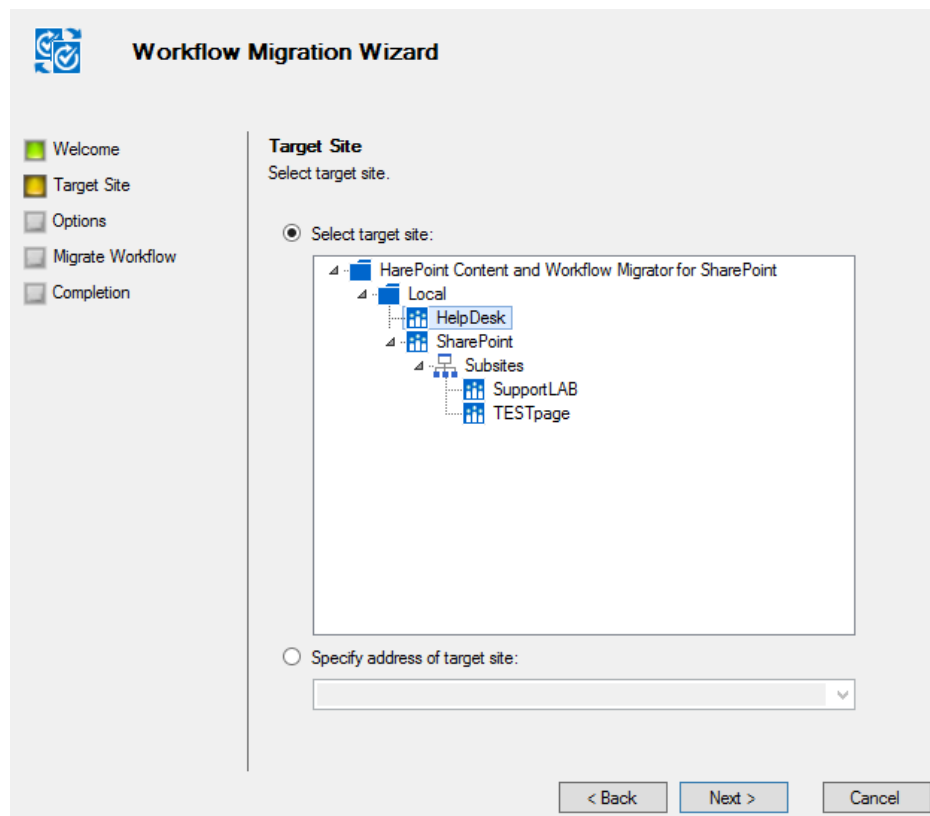 Workflow Migration Wizard
Welcome
Target Site
Options
Migrate Workflow
Completion
Target Site
Select target site.
Select target site:
HarePoint Content and Workflow Migrator for SharePoint
Local
HelpDesk
SharePoint
Subsites
SupportLAB
TESTpage
Specify address of target site:
< Back
Next >
Cancel